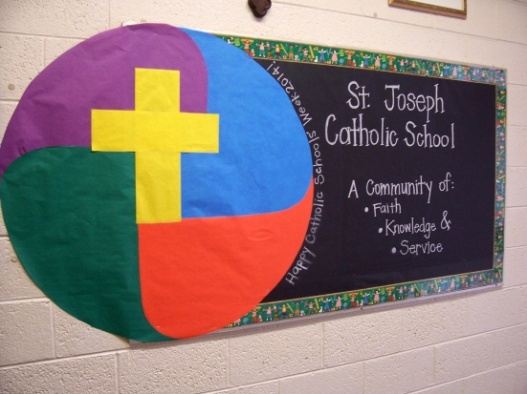 St. Joseph
Catholic School
A Community of:
• Faith
• Knowledge &
• Service
Happy Catholic Schools' Week 2014!